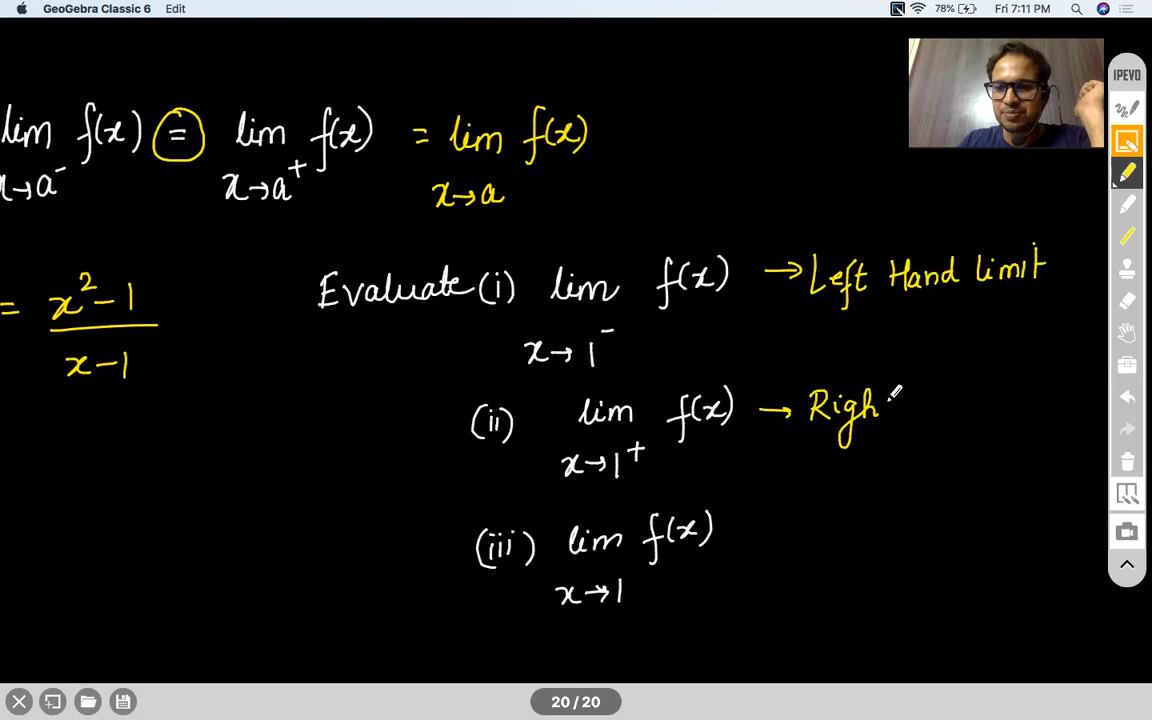 GeoGebra Classic 6 Edit 78% Fri 7:11 PM
IPEVO
lim f(x) = lim f(x) = lim f(x)
x→a⁻ x→a⁺ x→a
Evaluate (i) lim f(x) → Left Hand Limit
x→1⁻
= x²-1
x-1
(ii) lim f(x) → Righ
x→1⁺
(iii) lim f(x)
x→1
20 / 20